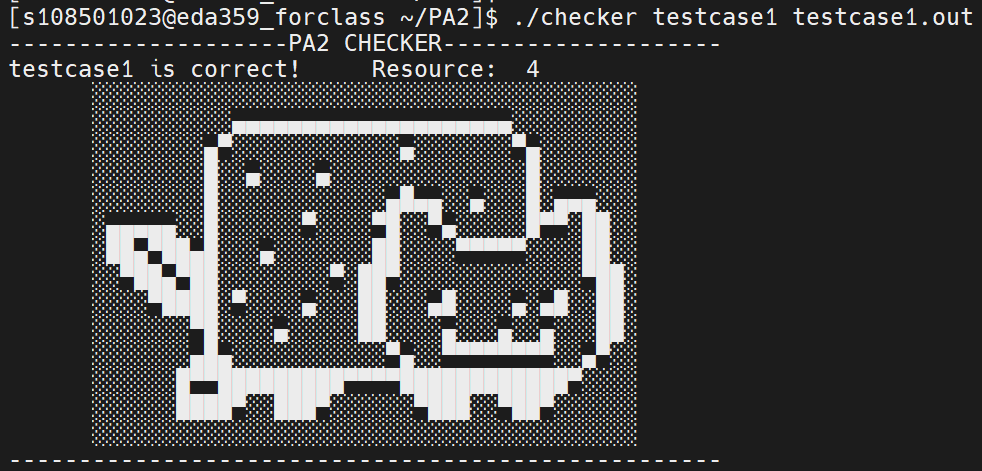 [s108501023@eda359_forclass ~/PA2]$ ./checker testcase1 testcase1.out
--------------------PA2 CHECKER--------------------
testcase1 is correct!     Resource:  4
---------------------------------------------------